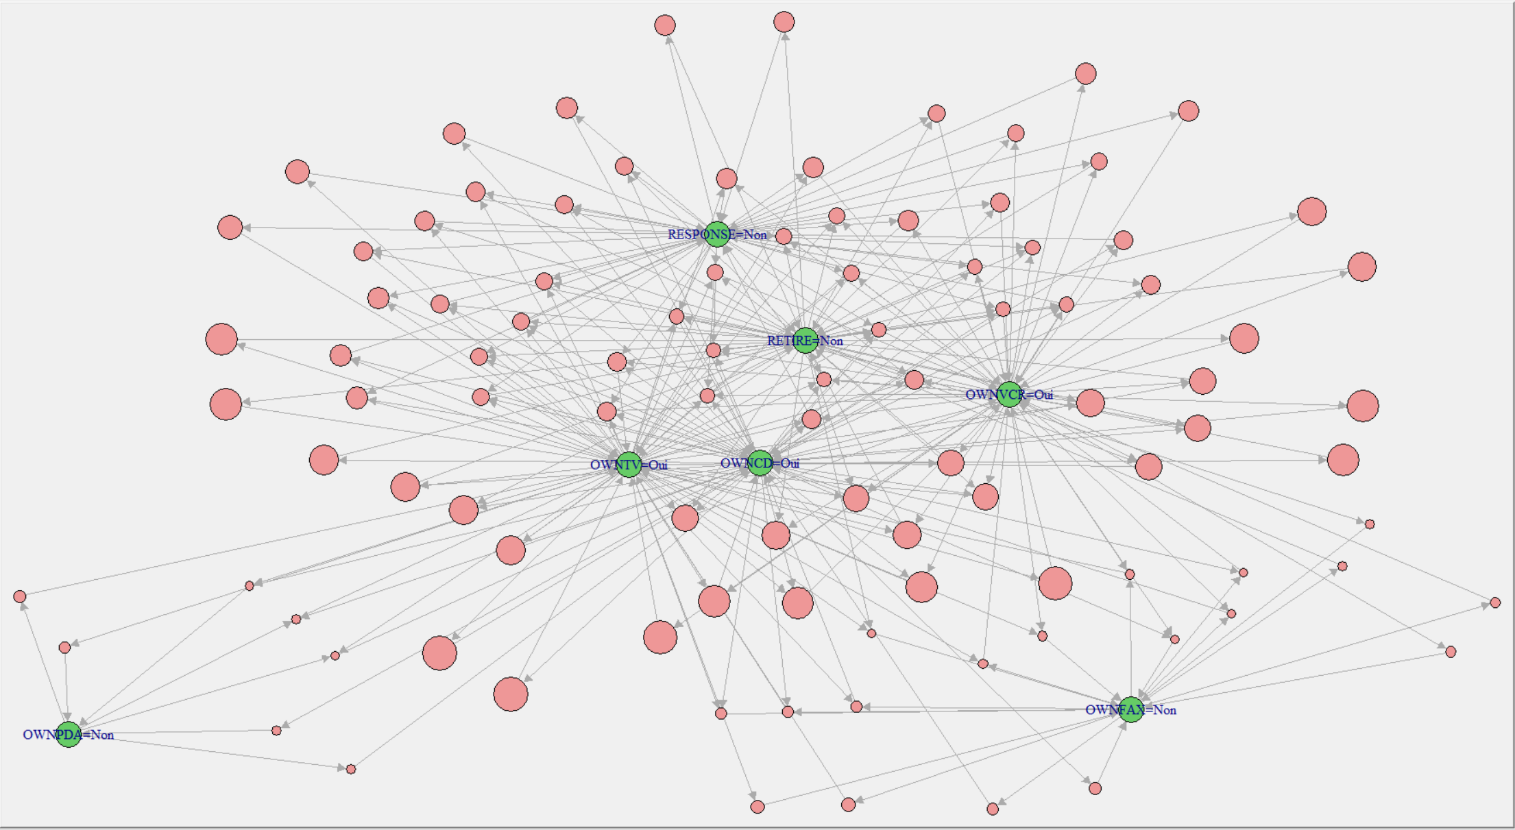 RESPONSE=Non
RETIRE=Non
OWNVCR=Oui
OWNTV=Oui
OWNCD=Oui
OWNFAX=Non
OWNPDA=Non